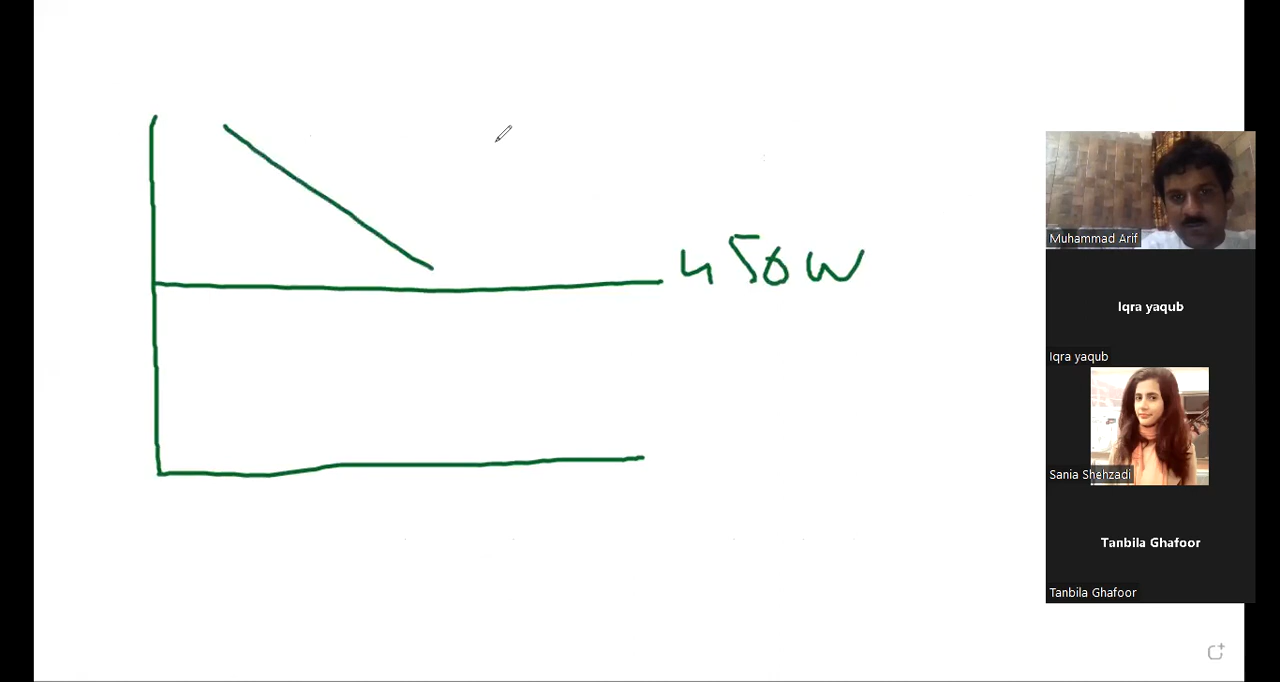 450W
Muhammad Arif
Iqra yaqub
Iqra yaqub
Sania Shehzadi
Tanbila Ghafoor
Tanbila Ghafoor